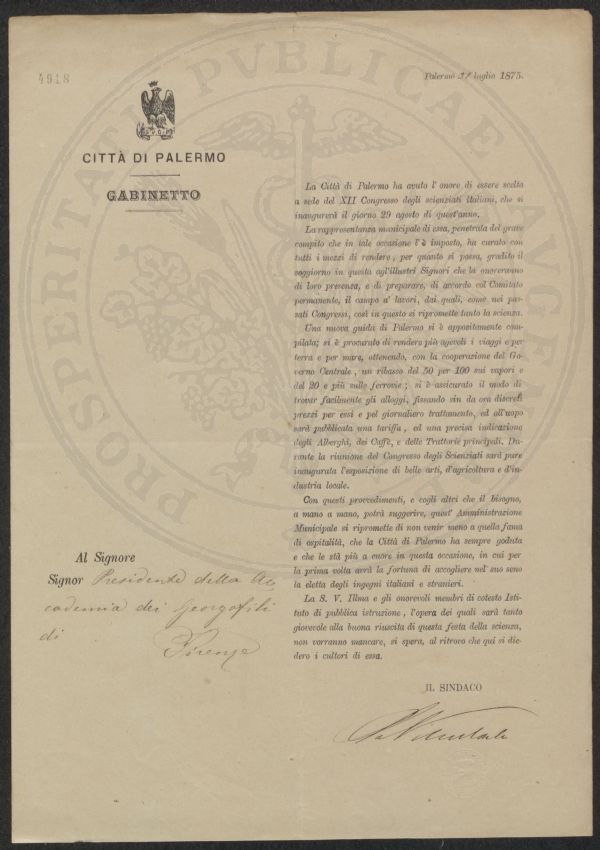 4918
Palermo 31 luglio 1875.
CITTÀ DI PALERMO
GABINETTO
La Città di Palermo ha avuto l'onore di essere scelta
a sede del XII Congresso degli scienziati italiani, che si
inaugurerà il giorno 29 agosto di quest'anno.
La rappresentanza municipale di essa, penetrata del grave
compito che in tale occasione l'è imposto, ha curato con
tutti i mezzi di rendere, per quanto si possa, gradito il
soggiorno in questa agl'illustri Signori che la onoreranno
di loro presenza, e di preparare, di accordo col Comitato
permanente, il campo a' lavori, dai quali, come nei pas-
sati Congressi, così in questo si ripromette tanto la scienza.
Una nuova guida di Palermo si è appositamente com-
pilata; si è procurato di rendere più agevoli i viaggi e per
terra e per mare, ottenendo, con la cooperazione del Go-
verno Centrale, un ribasso del 50 per 100 sui vapori e
del 20 e più sulle ferrovie; si è assicurato il modo di
trovar facilmente gli alloggi, fissando sin da ora discreti
prezzi per essi e pel giornaliero trattamento, ed all'uopo
sarà pubblicata una tariffa, ed una precisa indicazione
degli Alberghi, dei Caffè, e delle Trattorie principali. Du-
rante la riunione del Congresso degli Scienziati sarà pure
inaugurata l'esposizione di belle arti, d'agricoltura e d'in-
dustria locale.
Con questi provvedimenti, e cogli altri che il bisogno,
a mano a mano, potrà suggerire, quest' Amministrazione
Municipale si ripromette di non venir meno a quella fama
di ospitalità, che la Città di Palermo ha sempre goduta
e che le stà più a cuore in questa occasione, in cui per
la prima volta avrà la fortuna di accogliere nel suo seno
la eletta degli ingegni italiani e stranieri.
La S. V. Illma e gli onorevoli membri di cotesto Isti-
tuto di pubblica istruzione, l'opera dei quali sarà tanto
giovevole alla buona riuscita di questa festa della scienza,
non vorranno mancare, si spera, al ritrovo che qui si die-
dero i cultori di essa.
Al Signore
Signor Presidente della Ac-
cademia dei Georgofili
di
Firenze
IL SINDACO
PROSPERITATI PVBLICAE AVGENDAE